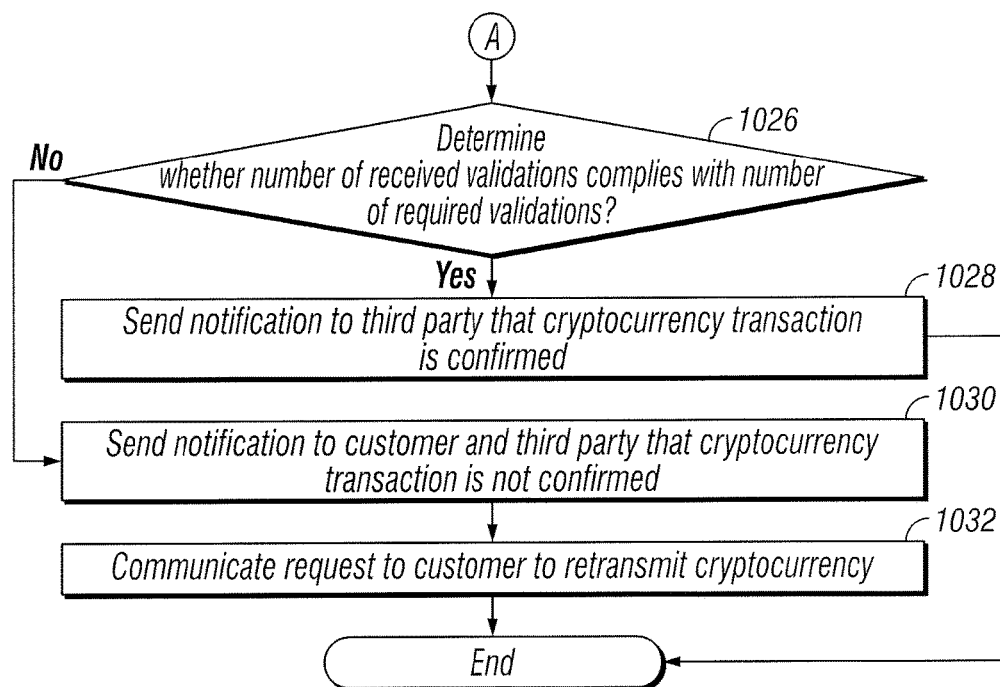 A
1026
No
Determine
whether number of received validations complies with number
of required validations?
Yes
1028
Send notification to third party that cryptocurrency transaction
is confirmed
1030
Send notification to customer and third party that cryptocurrency
transaction is not confirmed
1032
Communicate request to customer to retransmit cryptocurrency
End